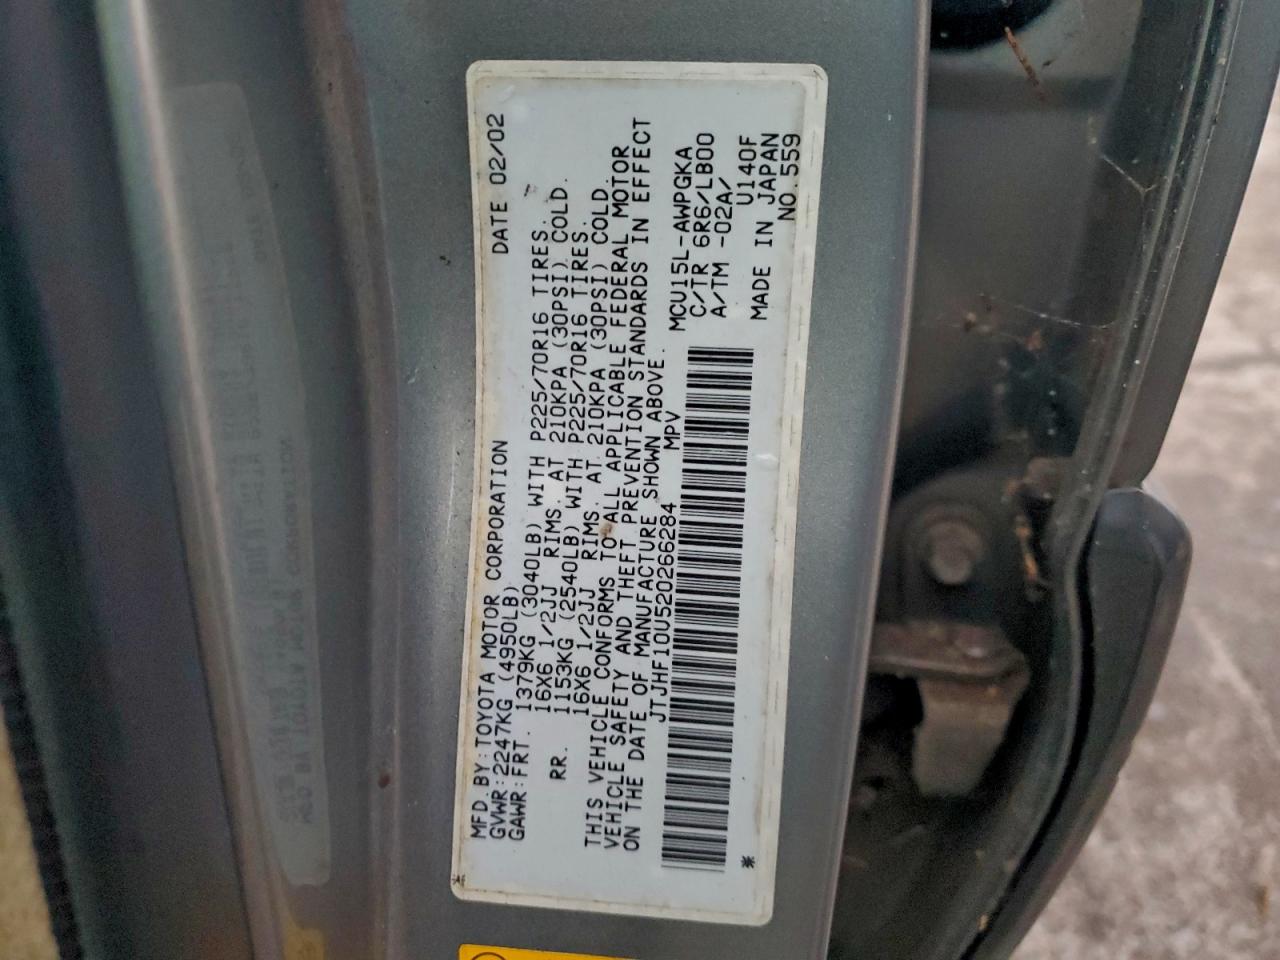 MFD. BY: TOYOTA MOTOR CORPORATION DATE 02/02
GVWR: 2247KG (4950LB)
GAWR: FRT. 1379KG (3040LB) WITH P225/70R16 TIRES.
16X6 1/2JJ RIMS. AT 210KPA (30PSI) COLD.
RR. 1153KG (2540LB) WITH P225/70R16 TIRES.
16X6 1/2JJ RIMS. AT 210KPA (30PSI) COLD.
THIS VEHICLE CONFORMS TO ALL APPLICABLE FEDERAL MOTOR
VEHICLE SAFETY AND THEFT PREVENTION STANDARDS IN EFFECT
ON THE DATE OF MANUFACTURE SHOWN ABOVE.
JTJHF10U520266284 MPV
MCU15L-AWPGKA
C/TR 6R6/LB00
A/TM -02A/
U140F
MADE IN JAPAN
NO.559
*